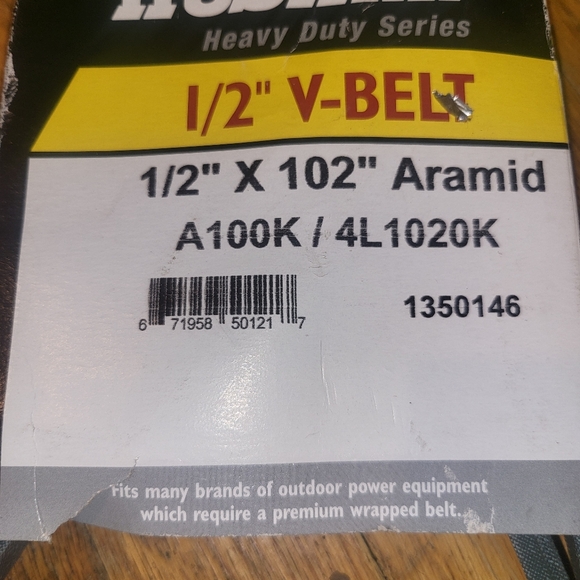 Heavy Duty Series
1/2" V-BELT
1/2" X 102" Aramid
A100K / 4L1020K
6 71958 50121 7
1350146
Fits many brands of outdoor power equipment
which require a premium wrapped belt.